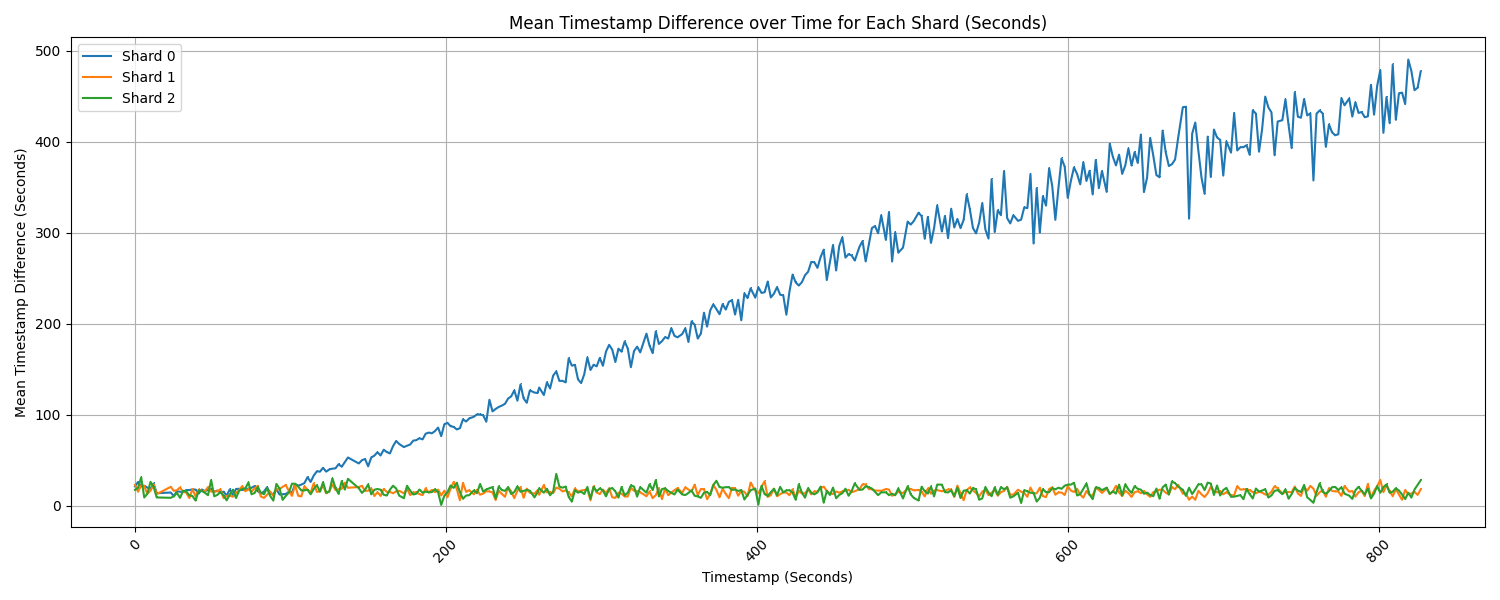 Mean Timestamp Difference over Time for Each Shard (Seconds)
Shard 0
Shard 1
Shard 2
500
400
300
200
100
0
Mean Timestamp Difference (Seconds)
0
200
400
600
800
Timestamp (Seconds)